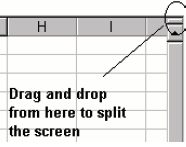 H I
Drag and drop
from here to split
the screen